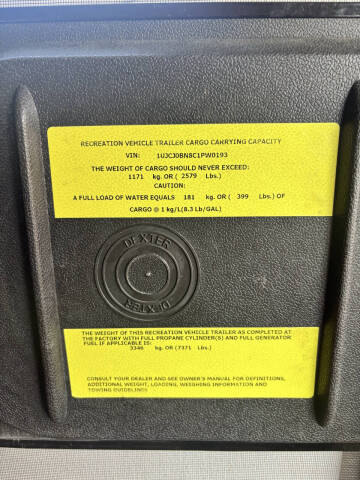 RECREATION VEHICLE TRAILER CARGO CARRYING CAPACITY
VIN: 1UJCJ0BN8C1PW0193
THE WEIGHT OF CARGO SHOULD NEVER EXCEED:
1171 kg. OR ( 2579 Lbs.)
CAUTION:
A FULL LOAD OF WATER EQUALS 181 kg. OR ( 399 Lbs.) OF
CARGO @ 1 kg/L(8.3 Lb/GAL)
DEXTER
DEXTER
THE WEIGHT OF THIS RECREATION VEHICLE TRAILER AS COMPLETED AT
THE FACTORY WITH FULL PROPANE CYLINDER(S) AND FULL GENERATOR
FUEL IF APPLICABLE IS:
3346 kg. OR (7371 Lbs.)
CONSULT YOUR DEALER AND SEE OWNER'S MANUAL FOR DEFINITIONS,
ADDITIONAL WEIGHT, LOADING, WEIGHING INFORMATION AND
TOWING GUIDELINES